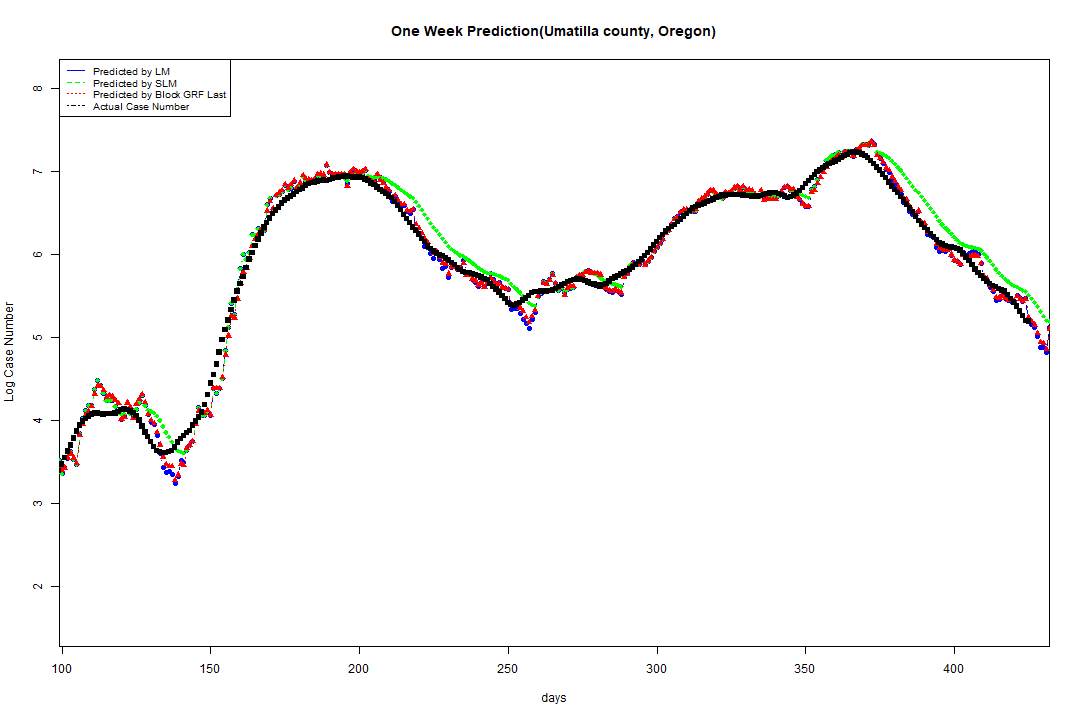 One Week Prediction(Umatilla county, Oregon)
Predicted by LM
Predicted by SLM
Predicted by Block GRF Last
Actual Case Number
8
7
6
5
4
3
2
Log Case Number
100 150 200 250 300 350 400
days